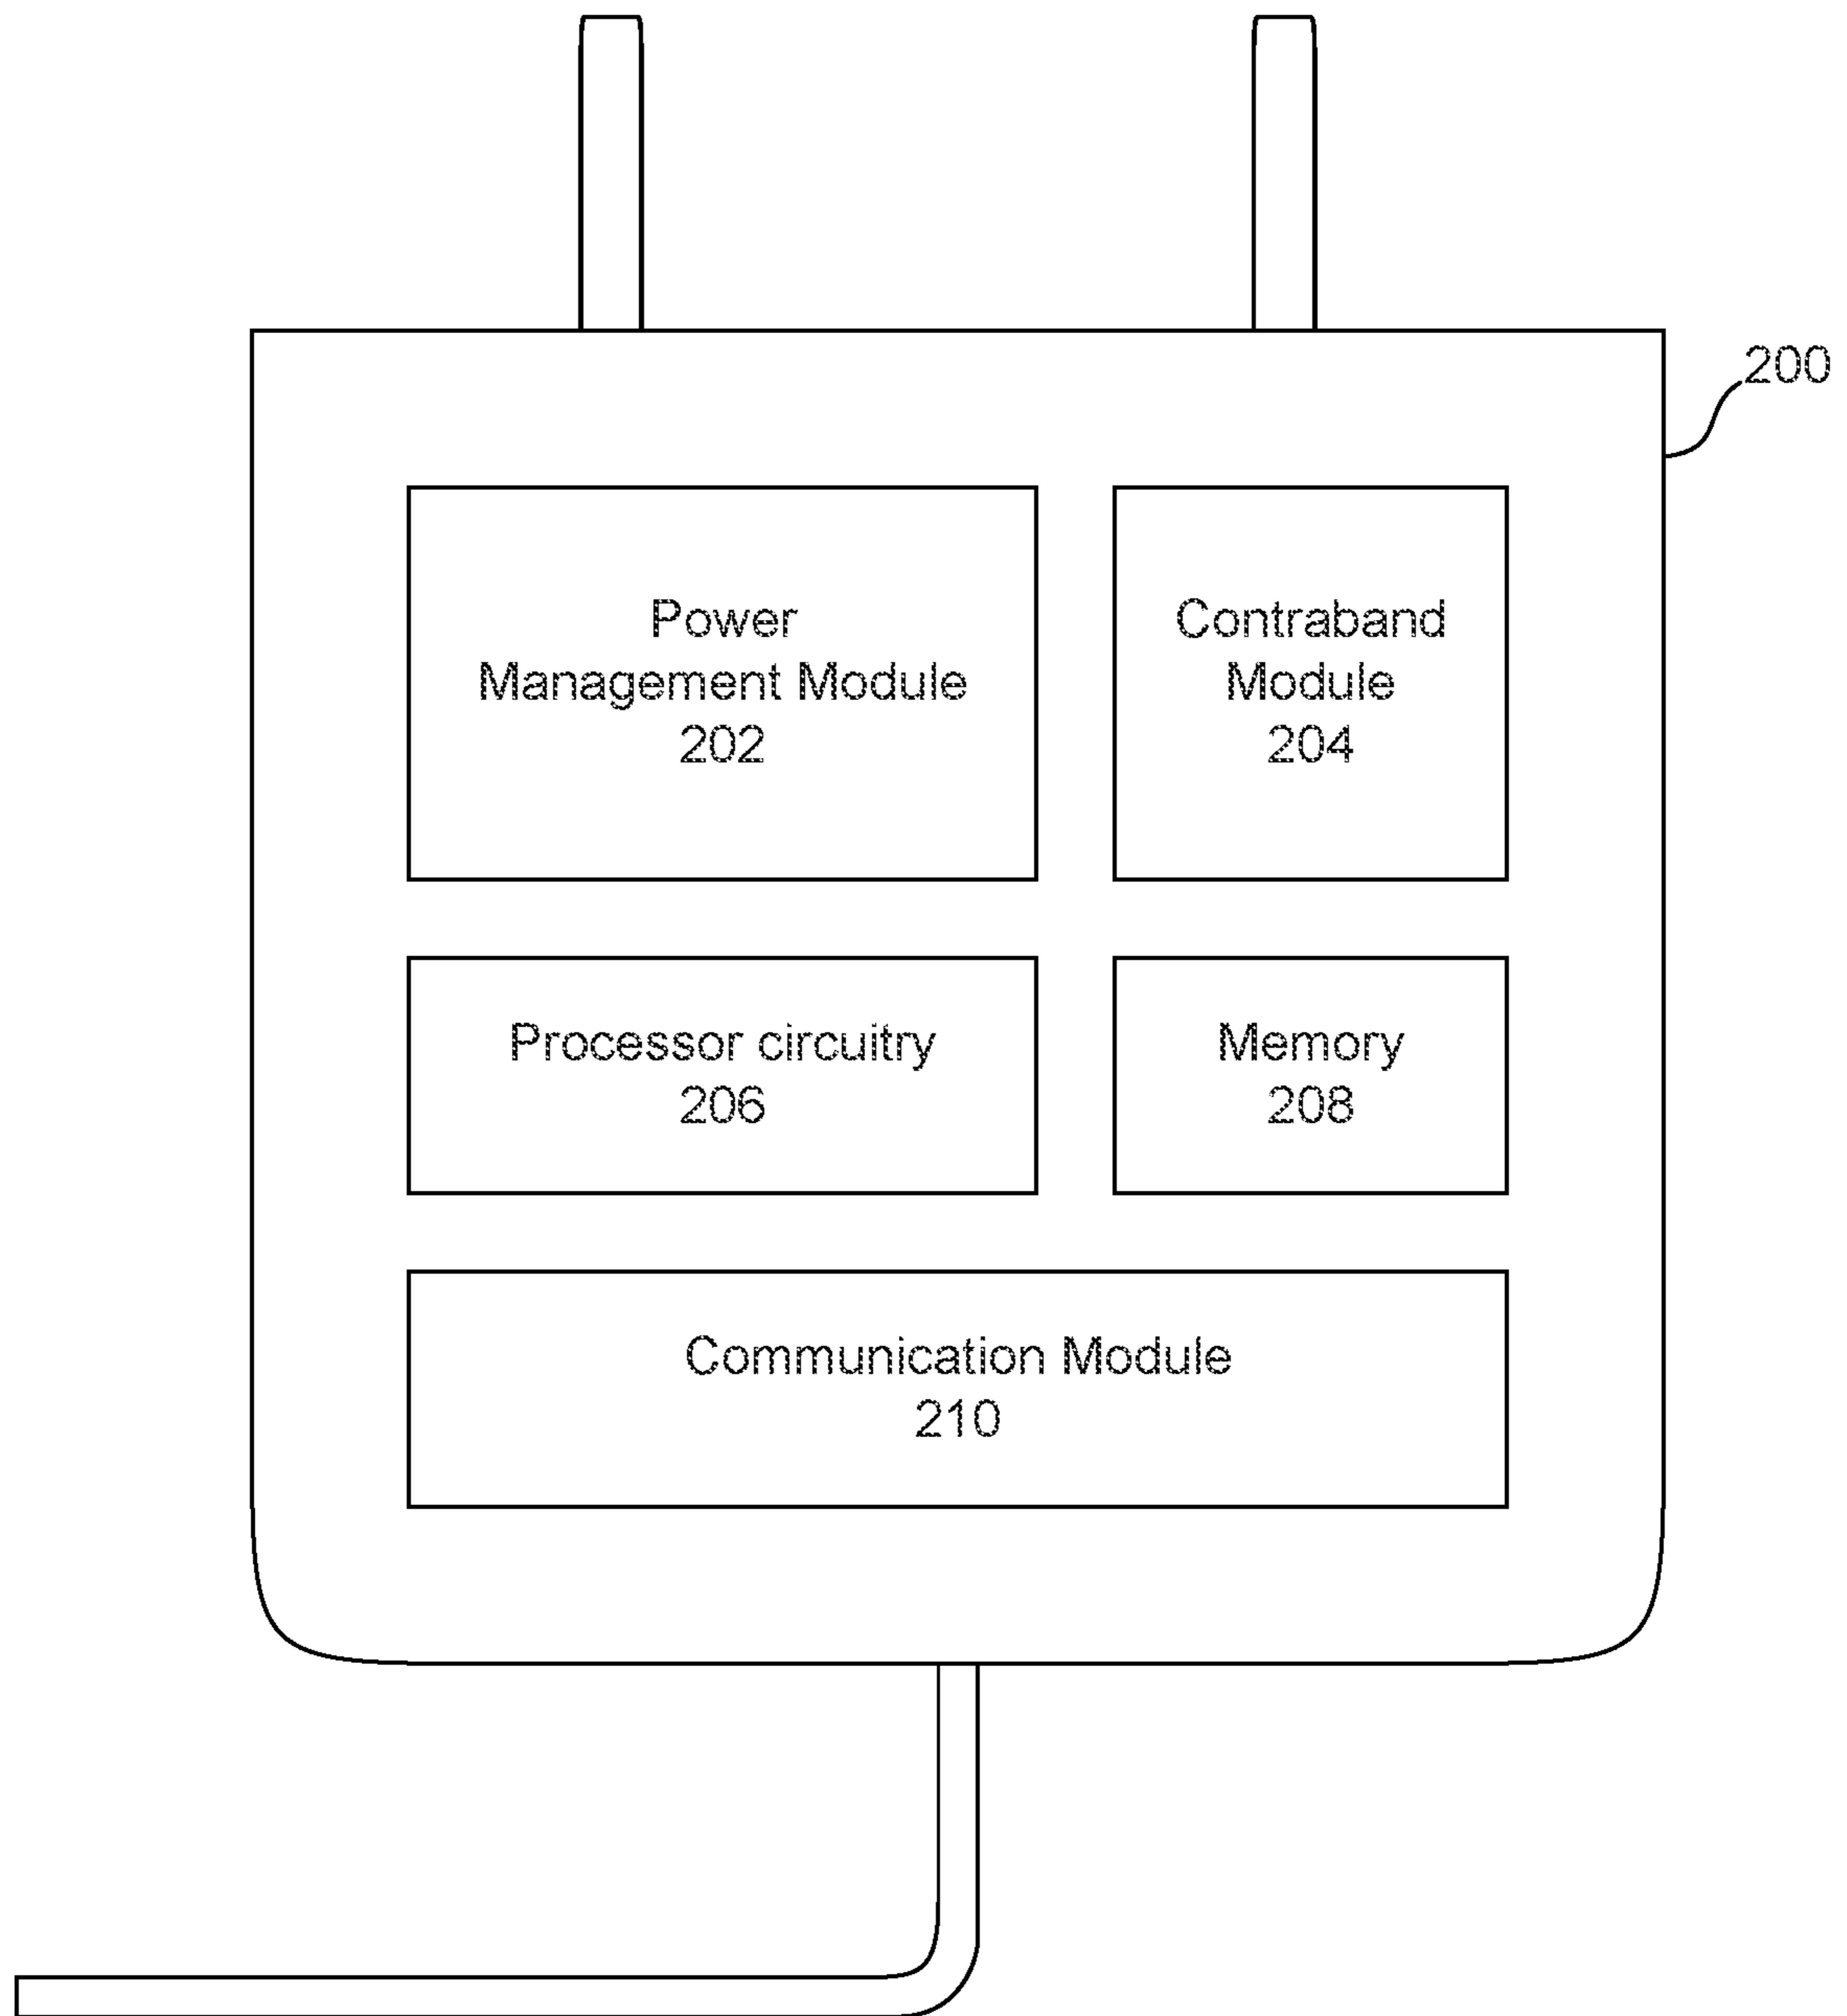 200
Power
Management Module
202
Contraband
Module
204
Processor circuitry
206
Memory
208
Communication Module
210